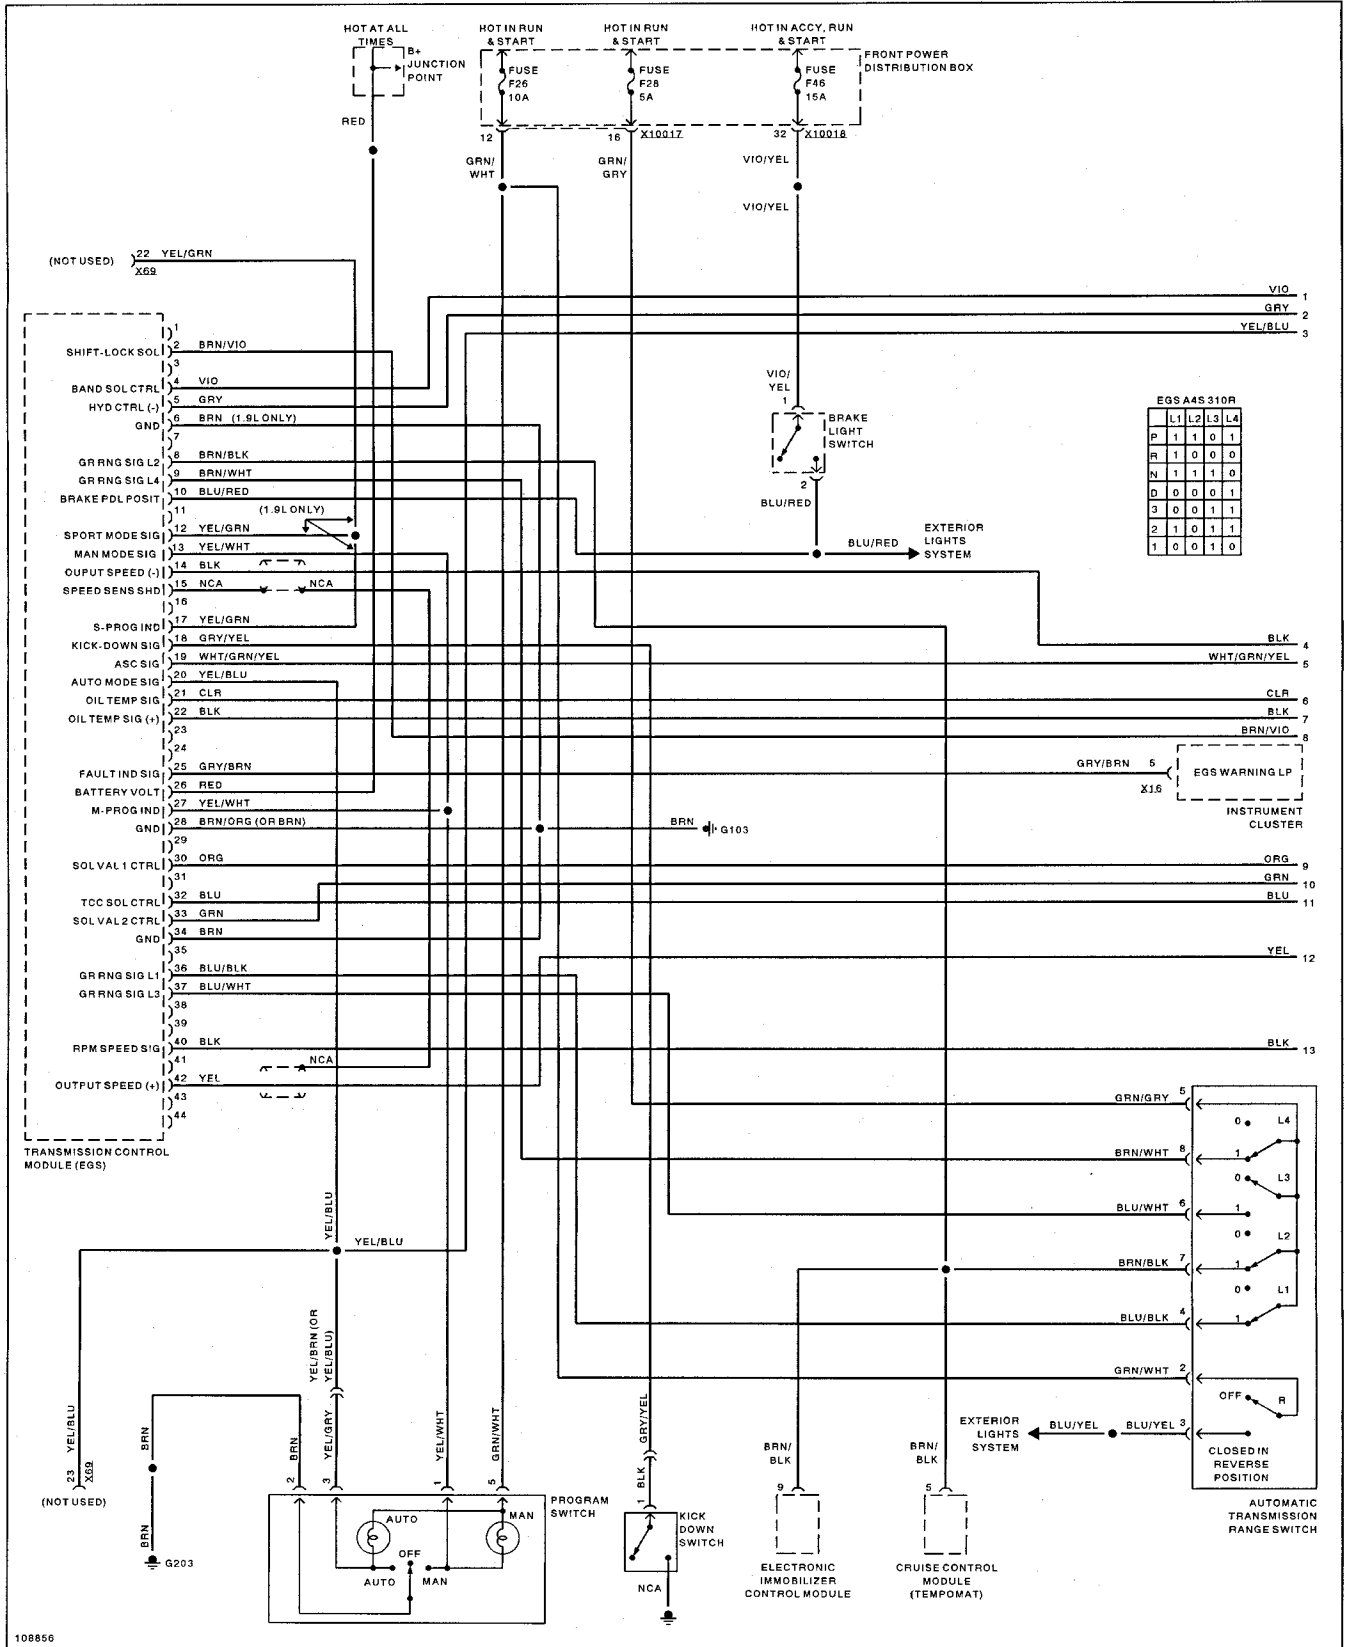 HOT AT ALL
TIMES
B+
JUNCTION
POINT
RED
HOT IN RUN
& START
HOT IN RUN
& START
HOT IN ACCY, RUN
& START
FUSE
F26
10A
FUSE
F28
5A
FUSE
F46
15A
FRONT POWER
DISTRIBUTION BOX
12
16 X10017
32 X10018
GRN/
WHT
GRN/
GRY
VIO/YEL
VIO/YEL
(NOT USED) 22 YEL/GRN
X69
VIO 1
GRY 2
YEL/BLU 3
1
SHIFT-LOCK SOL 2 BRN/VIO
3
BAND SOL CTRL 4 VIO
HYD CTRL (-) 5 GRY
GND 6 BRN (1.9L ONLY)
7
GR RNG SIG L2 8 BRN/BLK
GR RNG SIG L4 9 BRN/WHT
BRAKE PDL POSIT 10 BLU/RED
11 (1.9L ONLY)
SPORT MODE SIG 12 YEL/GRN
MAN MODE SIG 13 YEL/WHT
OUPUT SPEED (-) 14 BLK
SPEED SENS SHD 15 NCA NCA
16
S-PROG IND 17 YEL/GRN
KICK-DOWN SIG 18 GRY/YEL
ASC SIG 19 WHT/GRN/YEL
AUTO MODE SIG 20 YEL/BLU
OIL TEMP SIG 21 CLR
OIL TEMP SIG (+) 22 BLK
23
24
FAULT IND SIG 25 GRY/BRN
BATTERY VOLT 26 RED
M-PROG IND 27 YEL/WHT
GND 28 BRN/ORG (OR BRN)
29
SOL VAL 1 CTRL 30 ORG
31
TCC SOL CTRL 32 BLU
SOL VAL 2 CTRL 33 GRN
GND 34 BRN
35
GR RNG SIG L1 36 BLU/BLK
GR RNG SIG L3 37 BLU/WHT
38
39
RPM SPEED SIG 40 BLK
41 NCA
OUTPUT SPEED (+) 42 YEL
43
44
TRANSMISSION CONTROL
MODULE (EGS)
VIO/
YEL
1
BRAKE
LIGHT
SWITCH
2
BLU/RED
BLU/RED
EXTERIOR
LIGHTS
SYSTEM
EGS A4S 310R
L1 L2 L3 L4
P 1 1 0 1
R 1 0 0 0
N 1 1 1 0
D 0 0 0 1
3 0 0 1 1
2 1 0 1 1
1 0 0 1 0
BLK 4
WHT/GRN/YEL 5
CLR 6
BLK 7
BRN/VIO 8
GRY/BRN 5
X16
EGS WARNING LP
INSTRUMENT
CLUSTER
BRN G103
ORG 9
GRN 10
BLU 11
YEL 12
BLK 13
GRN/GRY 5
0 L4
BRN/WHT 8 1
0 L3
BLU/WHT 6 1
0 L2
BRN/BLK 7 1
0 L1
BLU/BLK 4 1
GRN/WHT 2
OFF R
BLU/YEL BLU/YEL 3
EXTERIOR
LIGHTS
SYSTEM
CLOSED IN
REVERSE
POSITION
AUTOMATIC
TRANSMISSION
RANGE SWITCH
YEL/BLU
YEL/BLU
YEL/BRN (OR
YEL/BLU)
YEL/BLU
23
X69
(NOT USED)
BRN
BRN
G203
BRN
2
YEL/GRY
3
YEL/WHT
1
GRN/WHT
5
PROGRAM
SWITCH
AUTO
MAN
OFF
AUTO
MAN
GRY/YEL
BLK
1
KICK
DOWN
SWITCH
NCA
BRN/
BLK
9
ELECTRONIC
IMMOBILIZER
CONTROL MODULE
BRN/
BLK
5
CRUISE CONTROL
MODULE
(TEMPOMAT)
108856